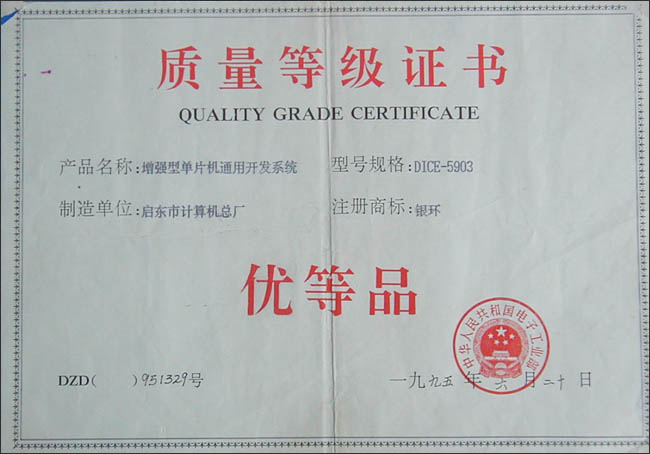 质量等级证书
QUALITY GRADE CERTIFICATE
产品名称:增强型单片机通用开发系统 型号规格:DICE-5903
制造单位:启东市计算机总厂 注册商标:银环
优等品
中华人民共和国电子工业部
DZD( )951329号 一九九五年六月二十日